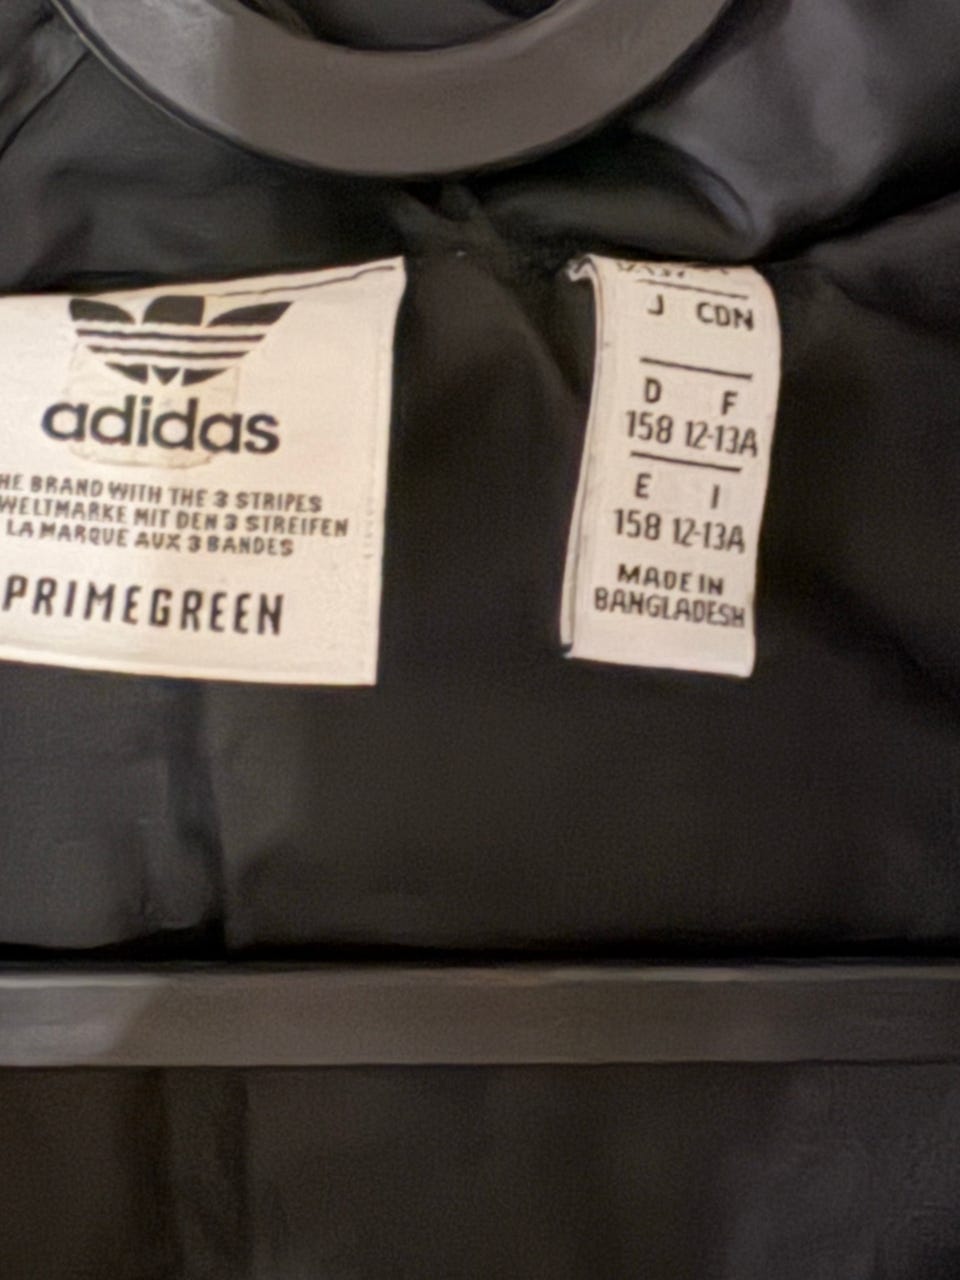 adidas
HE BRAND WITH THE 3 STRIPES
WELTMARKE MIT DEN 3 STREIFEN
LA MARQUE AUX 3 BANDES
PRIMEGREEN
J CDN
D F
158 12-13A
E I
158 12-13A
MADE IN
BANGLADESH